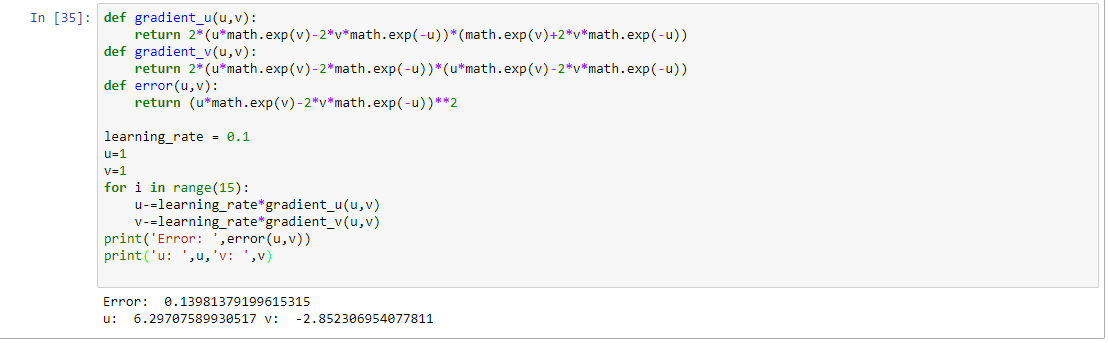 In [35]: def gradient_u(u,v):
    return 2*(u*math.exp(v)-2*v*math.exp(-u))*(math.exp(v)+2*v*math.exp(-u))
def gradient_v(u,v):
    return 2*(u*math.exp(v)-2*math.exp(-u))*(u*math.exp(v)-2*v*math.exp(-u))
def error(u,v):
    return (u*math.exp(v)-2*v*math.exp(-u))**2
learning_rate = 0.1
u=1
v=1
for i in range(15):
    u-=learning_rate*gradient_u(u,v)
    v-=learning_rate*gradient_v(u,v)
print('Error: ',error(u,v))
print('u: ',u,'v: ',v)
Error:  0.13981379199615315
u:  6.29707589930517 v:  -2.852306954077811